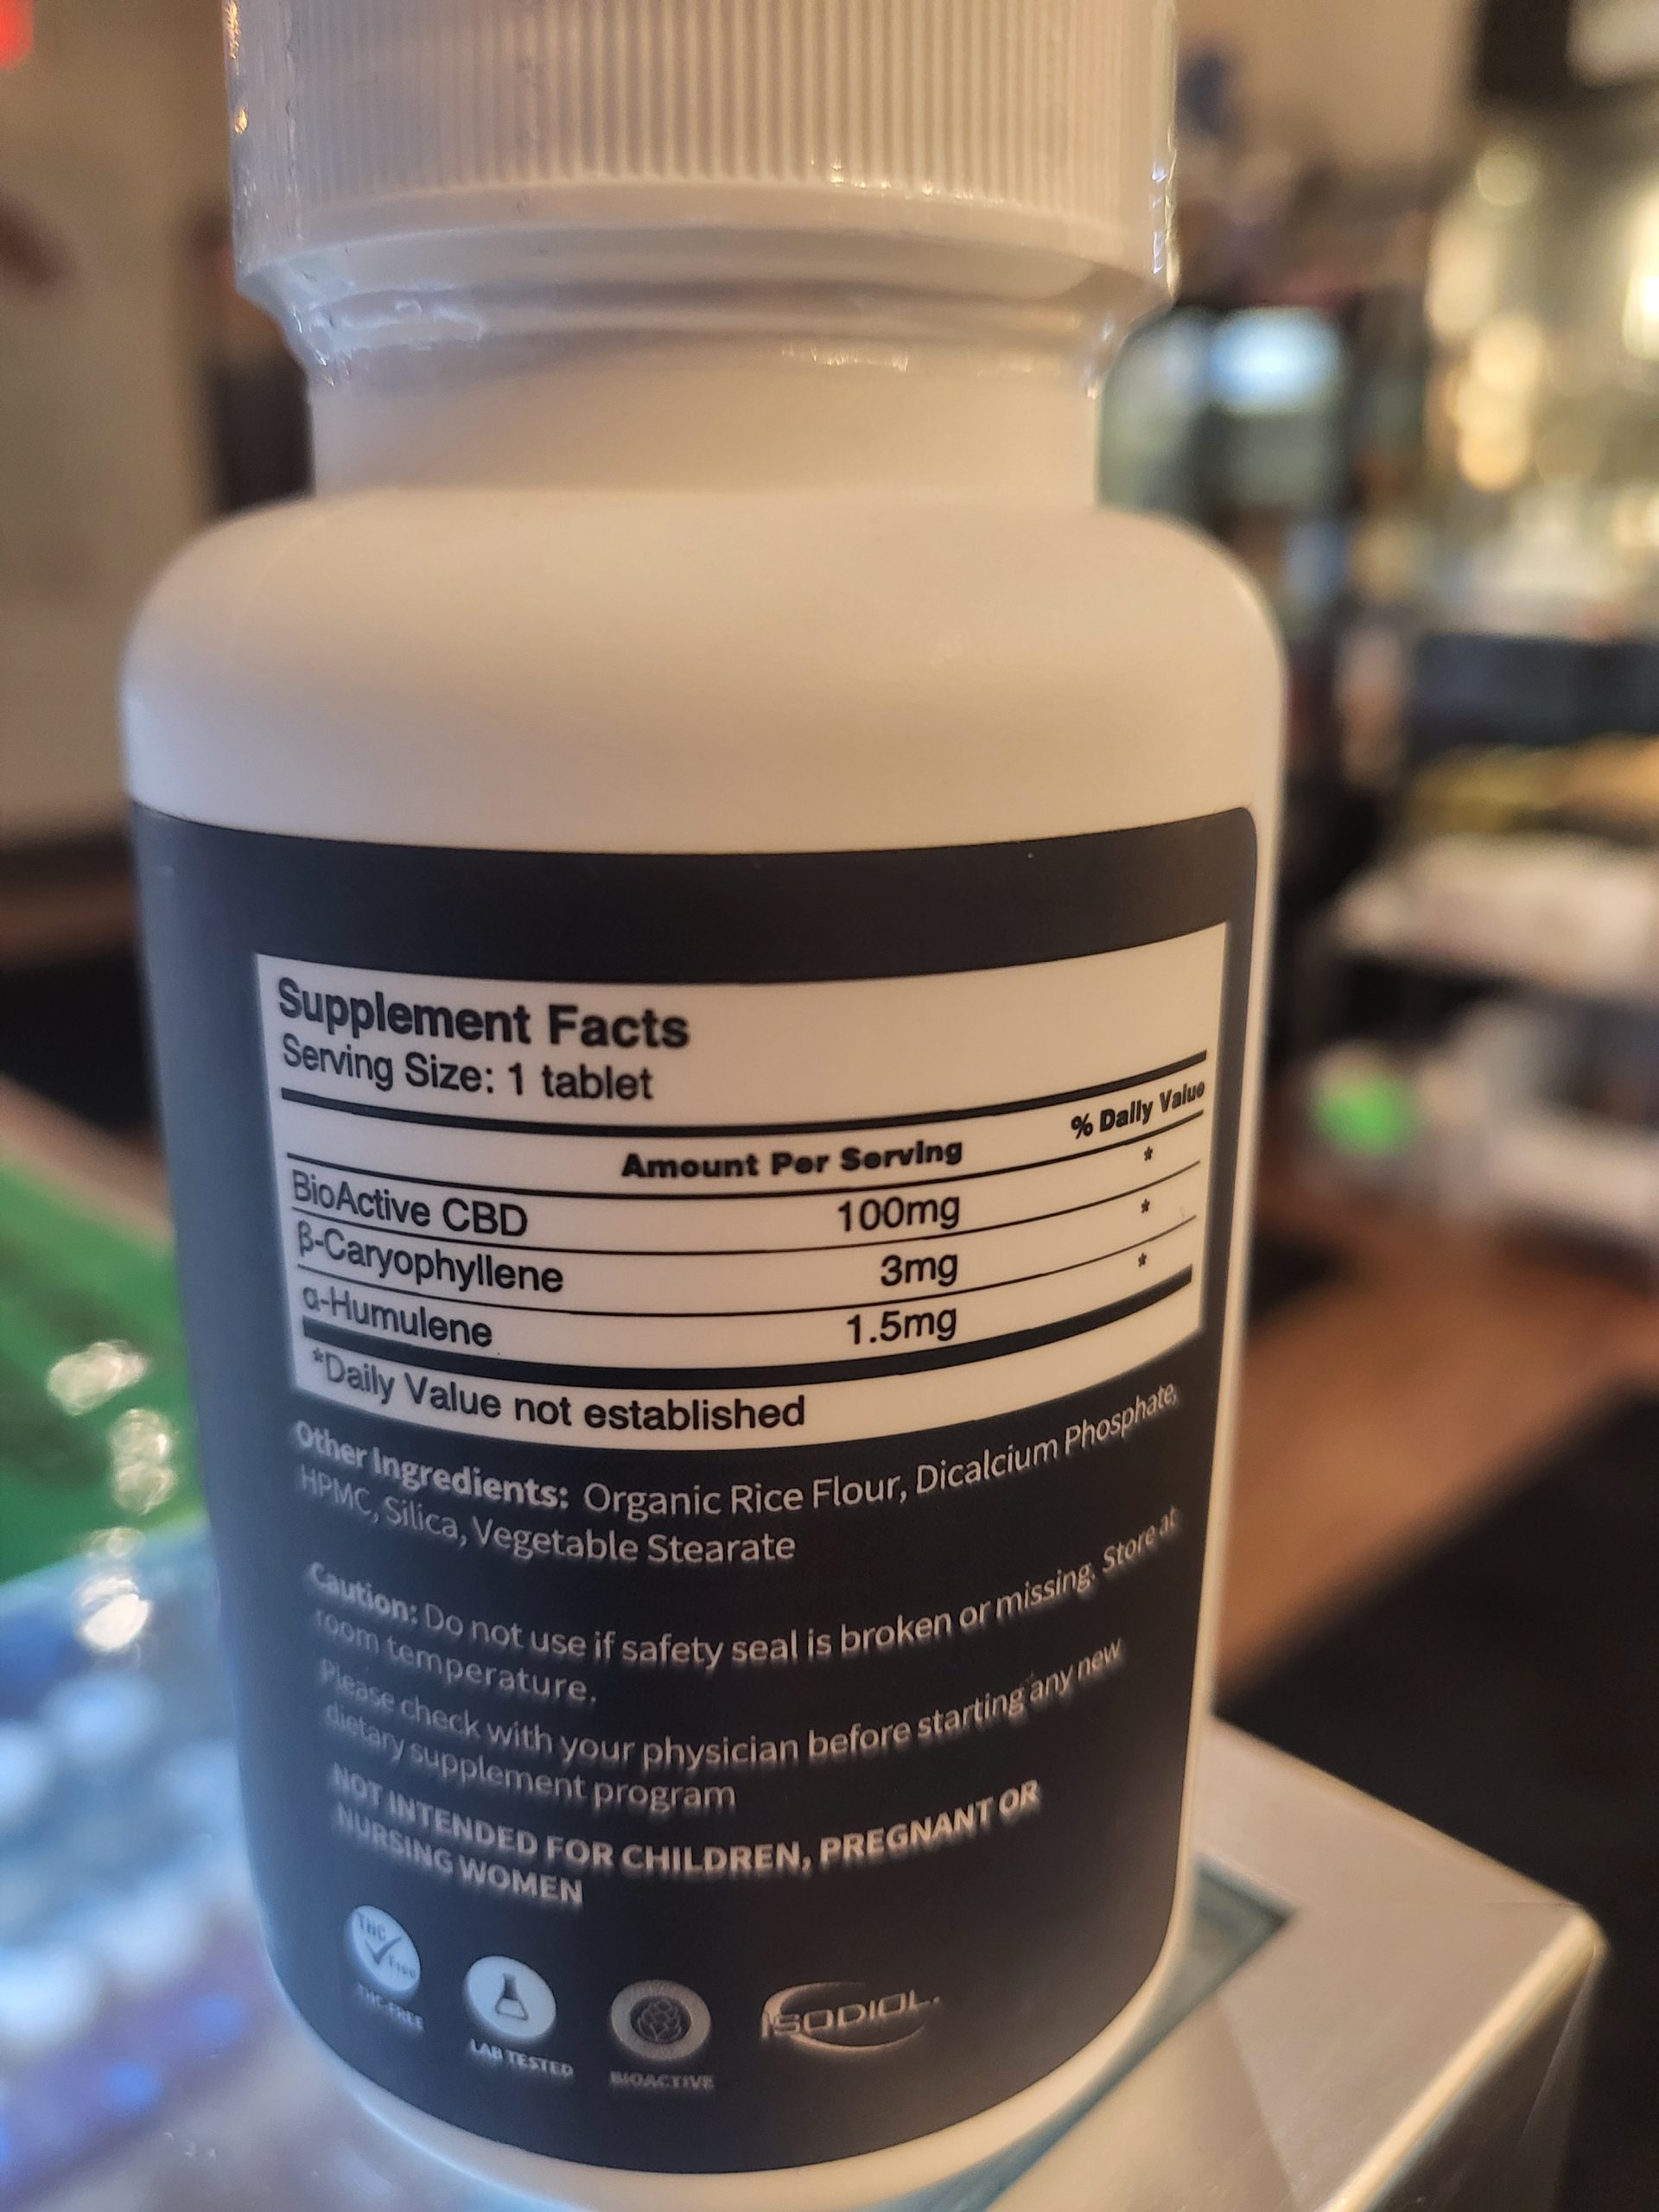 Supplement Facts
Serving Size: 1 tablet
Amount Per Serving % Daily Value
BioActive CBD 100mg *
β-Caryophyllene 3mg *
α-Humulene 1.5mg *
*Daily Value not established
Other Ingredients: Organic Rice Flour, Dicalcium Phosphate,
HPMC, Silica, Vegetable Stearate
Caution: Do not use if safety seal is broken or missing. Store at
room temperature.
Please check with your physician before starting any new
dietary supplement program
NOT INTENDED FOR CHILDREN, PREGNANT OR
NURSING WOMEN
THC Free
THC-FREE
LAB TESTED
BIOACTIVE
ISODIOL.